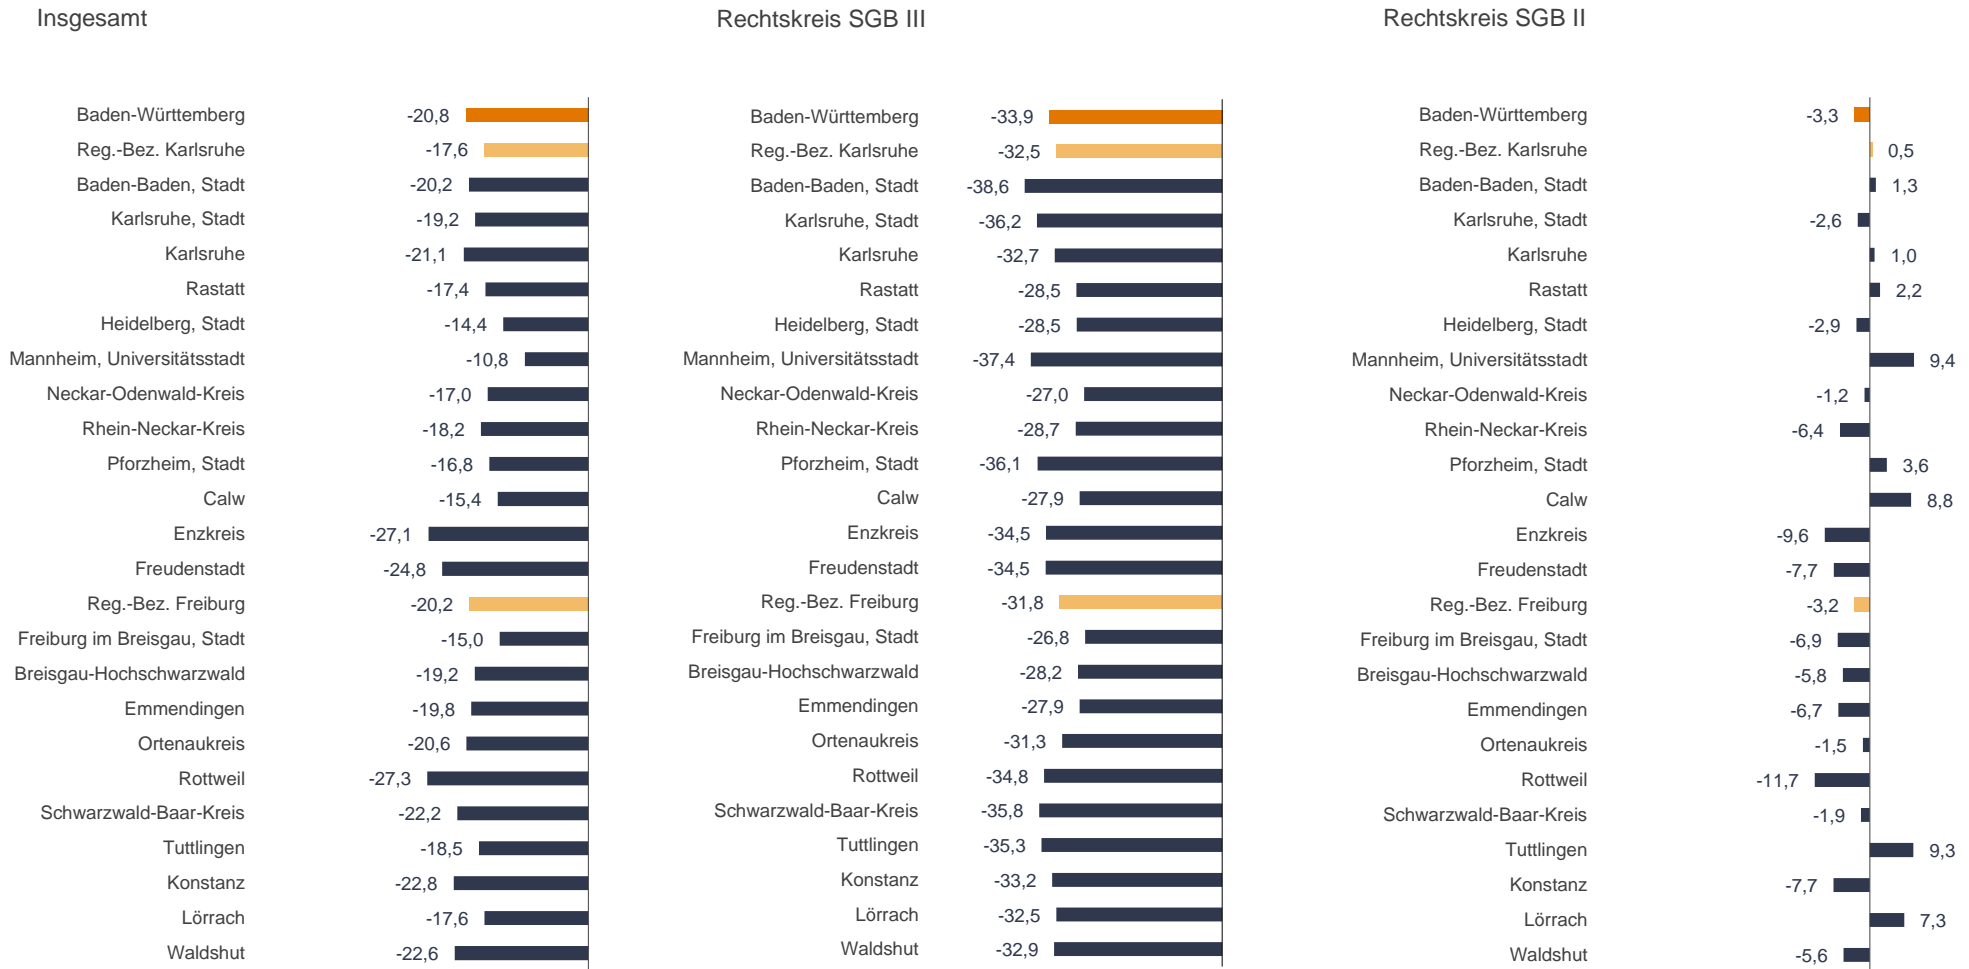 Insgesamt Rechtskreis SGB III Rechtskreis SGB II
Baden-Württemberg -20,8 Baden-Württemberg -33,9 Baden-Württemberg -3,3
Reg.-Bez. Karlsruhe -17,6 Reg.-Bez. Karlsruhe -32,5 Reg.-Bez. Karlsruhe 0,5
Baden-Baden, Stadt -20,2 Baden-Baden, Stadt -38,6 Baden-Baden, Stadt 1,3
Karlsruhe, Stadt -19,2 Karlsruhe, Stadt -36,2 Karlsruhe, Stadt -2,6
Karlsruhe -21,1 Karlsruhe -32,7 Karlsruhe 1,0
Rastatt -17,4 Rastatt -28,5 Rastatt 2,2
Heidelberg, Stadt -14,4 Heidelberg, Stadt -28,5 Heidelberg, Stadt -2,9
Mannheim, Universitätsstadt -10,8 Mannheim, Universitätsstadt -37,4 Mannheim, Universitätsstadt 9,4
Neckar-Odenwald-Kreis -17,0 Neckar-Odenwald-Kreis -27,0 Neckar-Odenwald-Kreis -1,2
Rhein-Neckar-Kreis -18,2 Rhein-Neckar-Kreis -28,7 Rhein-Neckar-Kreis -6,4
Pforzheim, Stadt -16,8 Pforzheim, Stadt -36,1 Pforzheim, Stadt 3,6
Calw -15,4 Calw -27,9 Calw 8,8
Enzkreis -27,1 Enzkreis -34,5 Enzkreis -9,6
Freudenstadt -24,8 Freudenstadt -34,5 Freudenstadt -7,7
Reg.-Bez. Freiburg -20,2 Reg.-Bez. Freiburg -31,8 Reg.-Bez. Freiburg -3,2
Freiburg im Breisgau, Stadt -15,0 Freiburg im Breisgau, Stadt -26,8 Freiburg im Breisgau, Stadt -6,9
Breisgau-Hochschwarzwald -19,2 Breisgau-Hochschwarzwald -28,2 Breisgau-Hochschwarzwald -5,8
Emmendingen -19,8 Emmendingen -27,9 Emmendingen -6,7
Ortenaukreis -20,6 Ortenaukreis -31,3 Ortenaukreis -1,5
Rottweil -27,3 Rottweil -34,8 Rottweil -11,7
Schwarzwald-Baar-Kreis -22,2 Schwarzwald-Baar-Kreis -35,8 Schwarzwald-Baar-Kreis -1,9
Tuttlingen -18,5 Tuttlingen -35,3 Tuttlingen 9,3
Konstanz -22,8 Konstanz -33,2 Konstanz -7,7
Lörrach -17,6 Lörrach -32,5 Lörrach 7,3
Waldshut -22,6 Waldshut -32,9 Waldshut -5,6